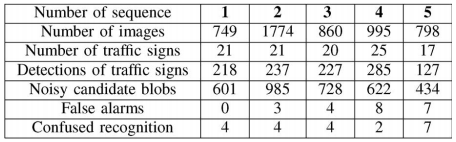 Number of sequence 1 2 3 4 5
Number of images 749 1774 860 995 798
Number of traffic signs 21 21 20 25 17
Detections of traffic signs 218 237 227 285 127
Noisy candidate blobs 601 985 728 622 434
False alarms 0 3 4 8 7
Confused recognition 4 4 4 2 7